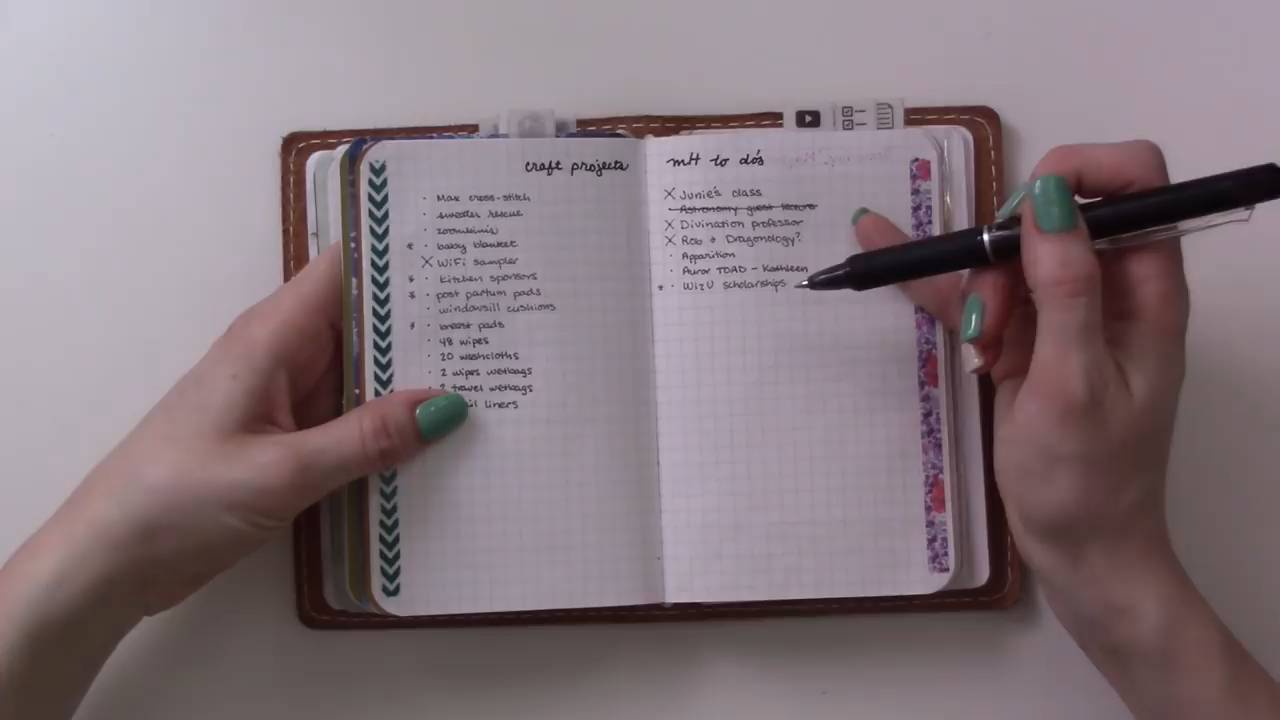 craft projects
· Max cross-stitch
· sweater rescue
· zoombinis
* · baby blanket
X WiFi sampler
* · Kitchen sponsors
* · post partum pads
· windowsill cushions
* · breast pads
· 48 wipes
· 20 washcloths
· 2 wipes wetbags
· 2 travel wetbags
liners
mH to do's
X Junie's class
· Astronomy guest lecture
X Divination professor
X Rob + Dragonology?
· Apparition
· Auror TDAD - Kathleen
* · WizU scholarships